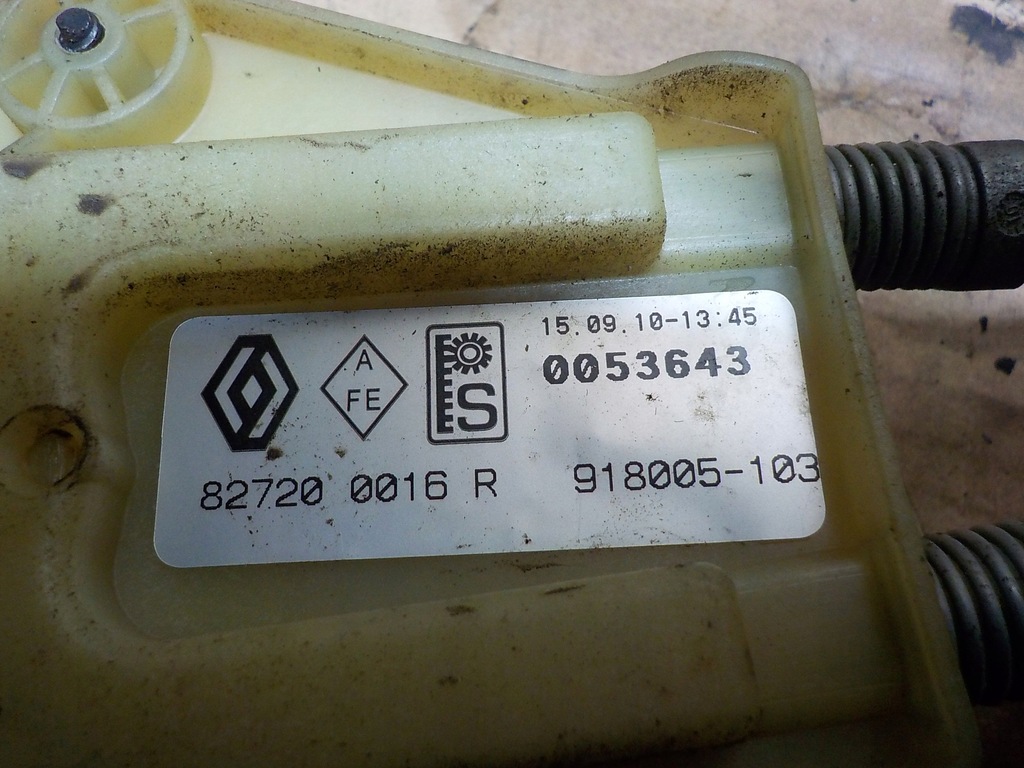 15.09.10-13:45
0053643
A
FE
S
82720 0016 R 918005-103